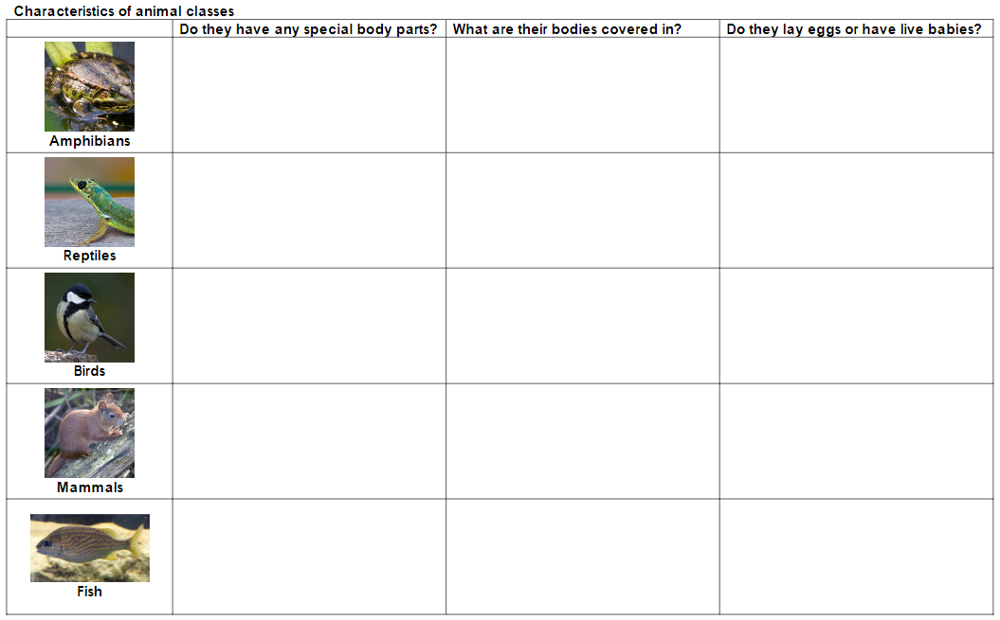 Characteristics of animal classes
Do they have any special body parts? What are their bodies covered in? Do they lay eggs or have live babies?
Amphibians
Reptiles
Birds
Mammals
Fish